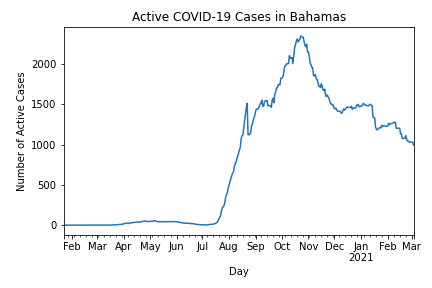 Active COVID-19 Cases in Bahamas
Number of Active Cases
2000
1500
1000
500
0
Feb Mar Apr May Jun Jul Aug Sep Oct Nov Dec Jan Feb Mar
2021
Day